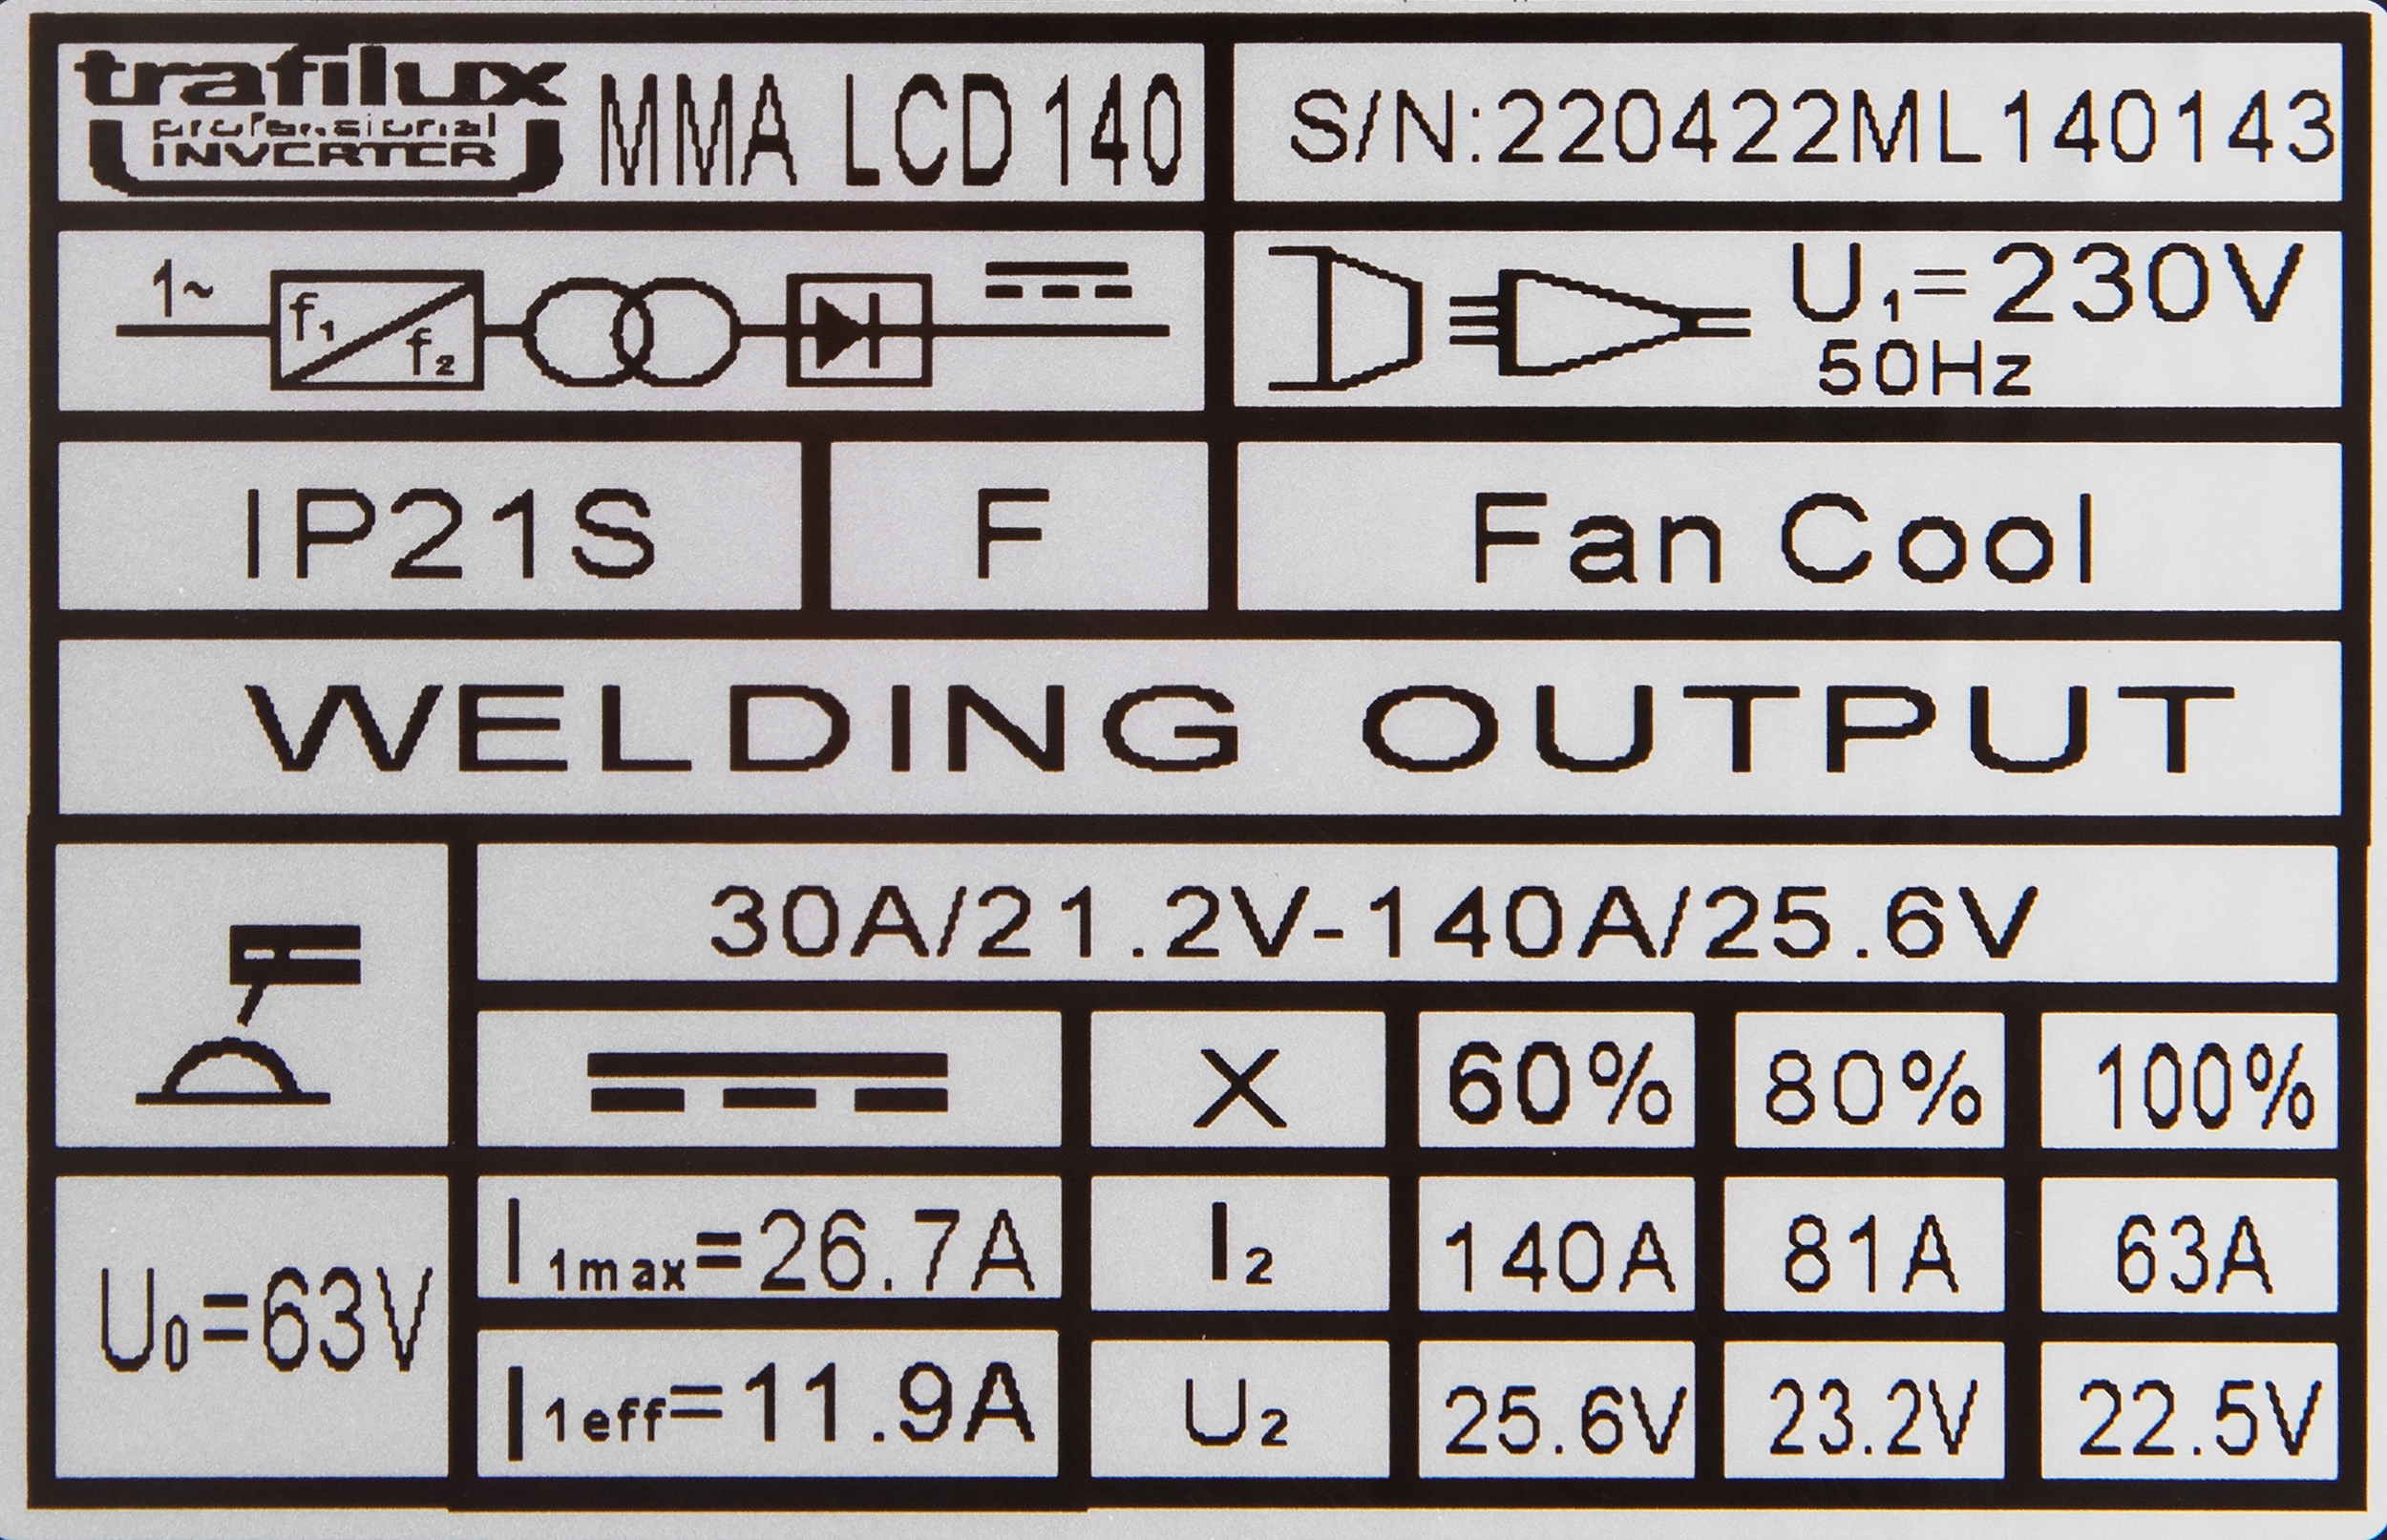 trafilux
professional
INVERTER
MMA LCD 140
S/N:220422ML140143
1~
f₁
f₂
U₁=230V
50Hz
IP21S
F
Fan Cool
WELDING OUTPUT
30A/21.2V-140A/25.6V
X 60% 80% 100%
U₀=63V
I₁max=26.7A
I₂ 140A 81A 63A
I₁eff=11.9A
U₂ 25.6V 23.2V 22.5V